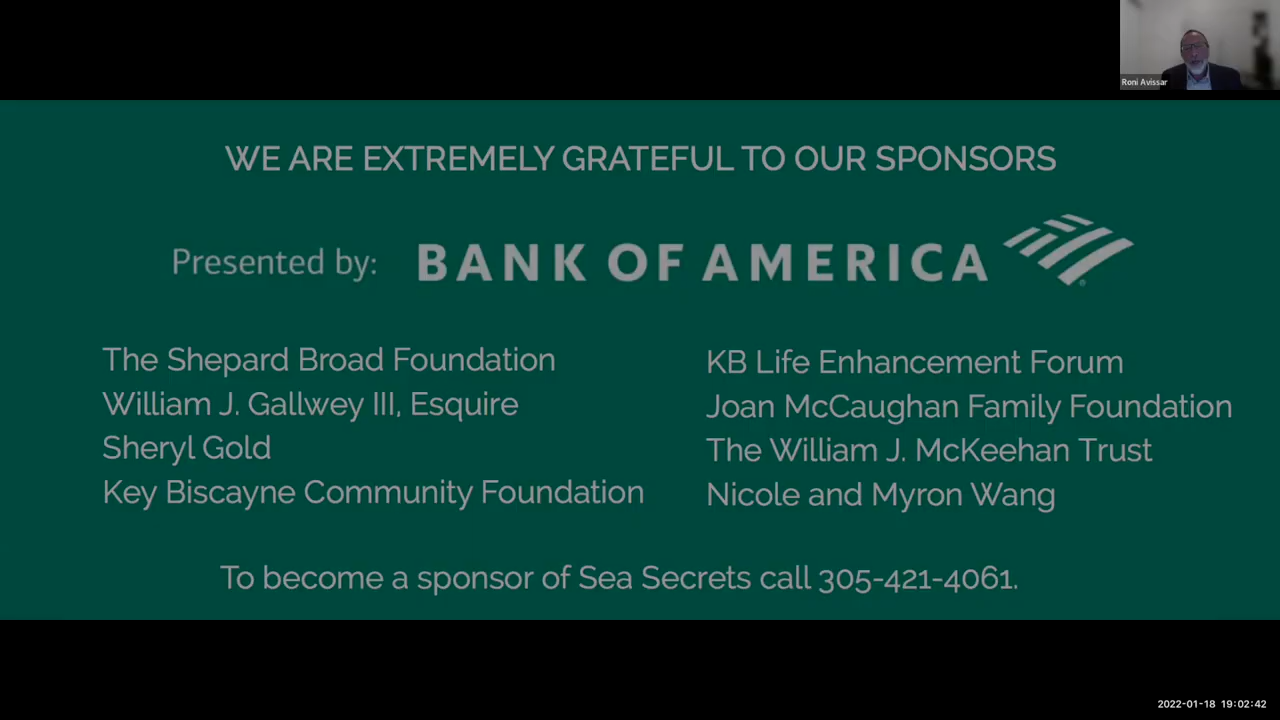 Roni Avissar
WE ARE EXTREMELY GRATEFUL TO OUR SPONSORS
Presented by: BANK OF AMERICA
The Shepard Broad Foundation
William J. Gallwey III, Esquire
Sheryl Gold
Key Biscayne Community Foundation
KB Life Enhancement Forum
Joan McCaughan Family Foundation
The William J. McKeehan Trust
Nicole and Myron Wang
To become a sponsor of Sea Secrets call 305-421-4061.
2022-01-18 19:02:42